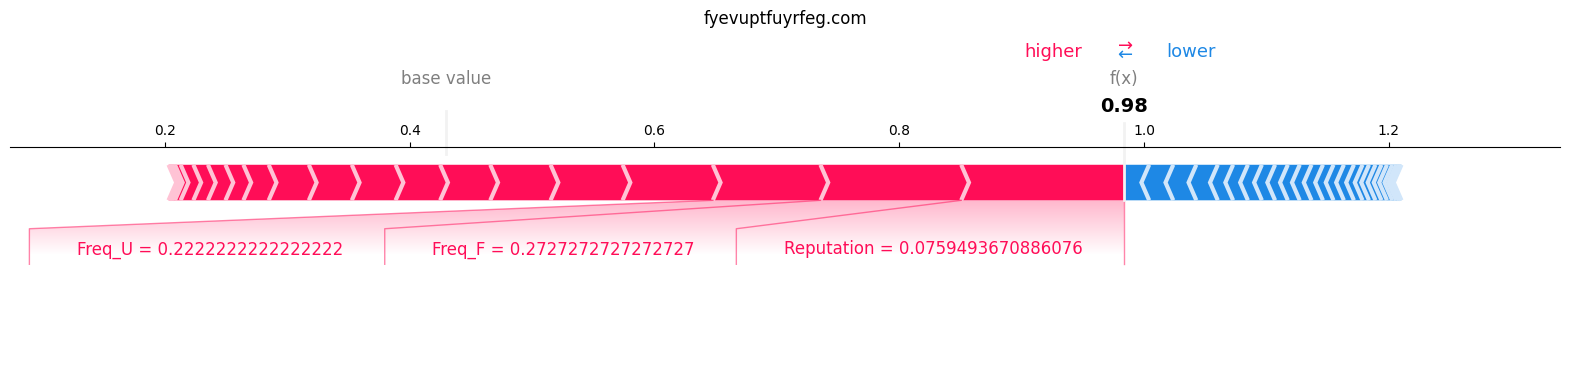 fyevuptfuyrfeg.com
higher ⇄ lower
base value f(x)
0.98
0.2 0.4 0.6 0.8 1.0 1.2
Freq_U = 0.2222222222222222 Freq_F = 0.2727272727272727 Reputation = 0.0759493670886076